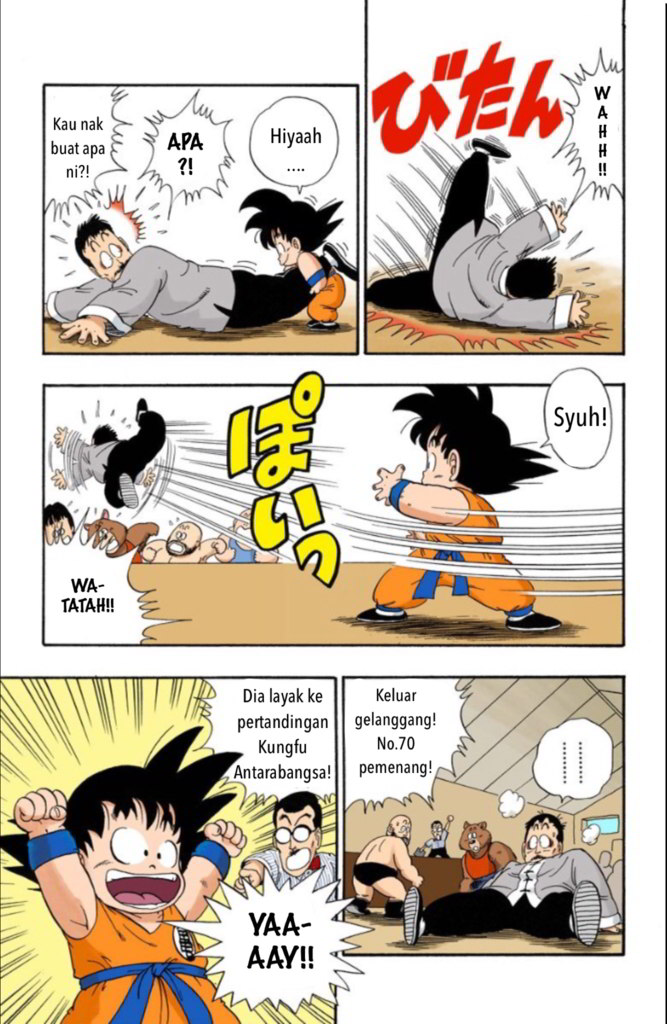 WAHH!!
びたん
Hiyaah
....
APA
?!
Kau nak
buat apa
ni?!
Syuh!
ぽいっ
WA-
TATAH!!
Keluar
gelanggang!
No.70
pemenang!
Dia layak ke
pertandingan
Kungfu
Antarabangsa!
YAA-
AAY!!